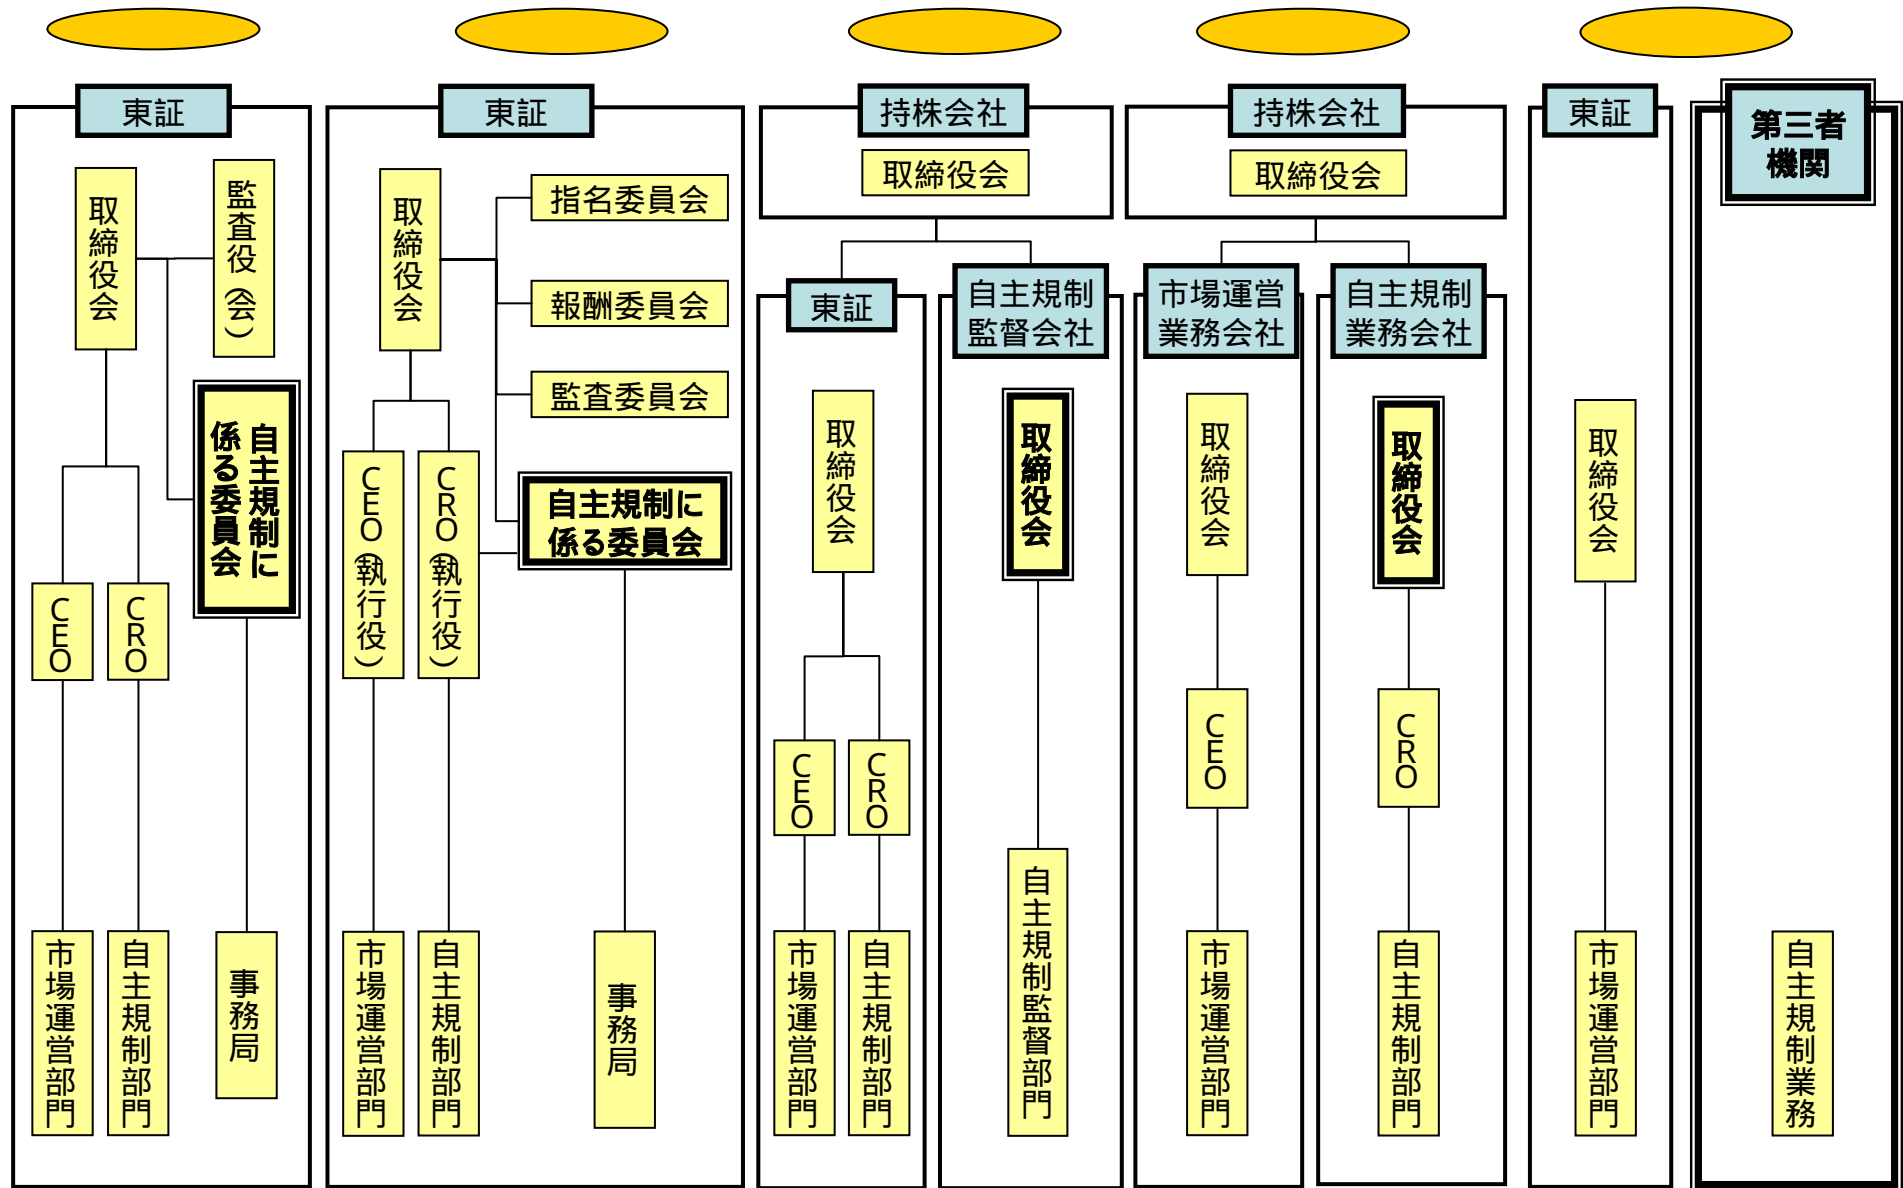 東証
取締役会
監査役（会）
自主規制に
係る委員会
CEO
CRO
市場運営部門
自主規制部門
事務局
東証
取締役会
指名委員会
報酬委員会
監査委員会
CEO（執行役）
CRO（執行役）
自主規制に
係る委員会
市場運営部門
自主規制部門
事務局
持株会社
取締役会
東証
取締役会
CEO
CRO
市場運営部門
自主規制部門
自主規制
監督会社
取締役会
自主規制監督部門
持株会社
取締役会
市場運営
業務会社
取締役会
CEO
市場運営部門
自主規制
業務会社
取締役会
CRO
自主規制部門
東証
取締役会
市場運営部門
第三者
機関
自主規制業務